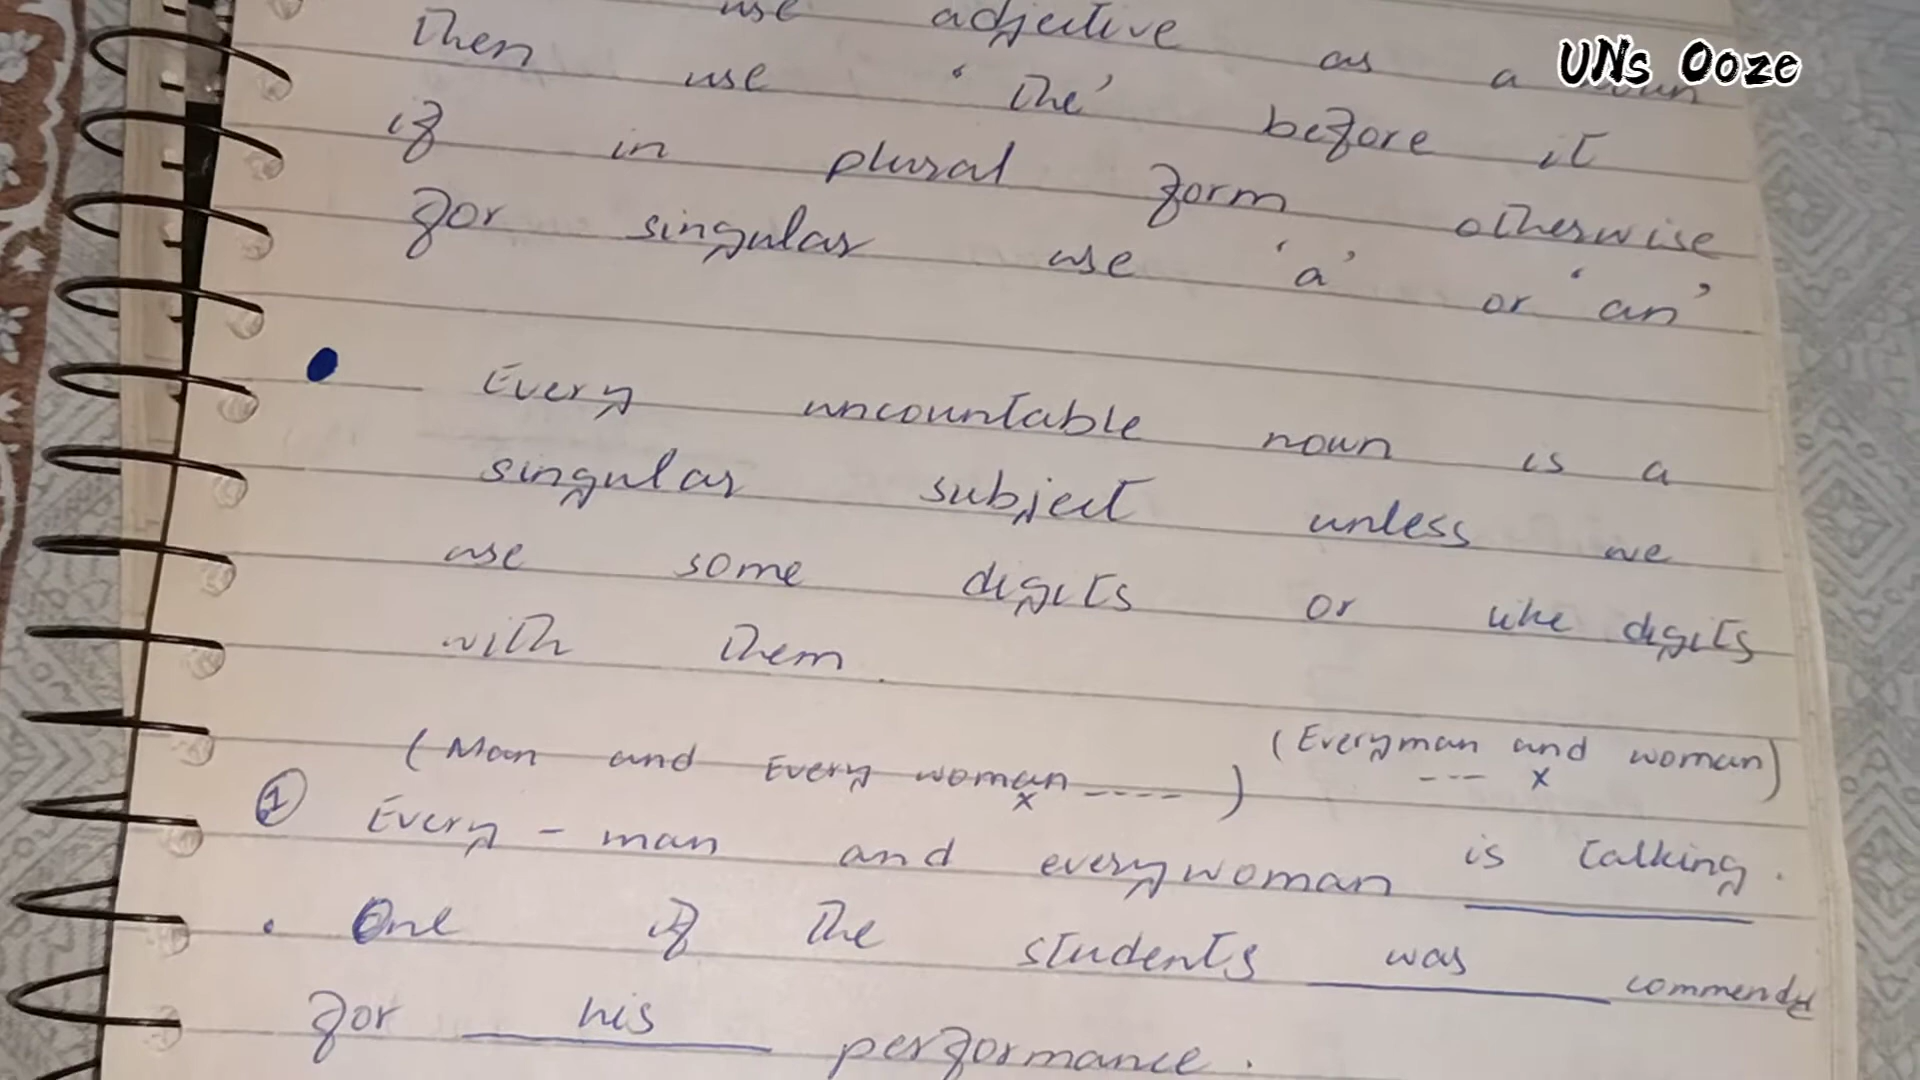 use adjective as a noun
UNs Ooze
Then use 'the' before it
if in plural form otherwise
for singular use 'a' or 'an'
Every uncountable noun is a
singular subject unless we
use some digits or like digits
with them.
(Man and Every woman ----) (Everyman and woman)
x --- x
1 Every - man and everywoman is talking.
. One if the students was commended
for his performance.